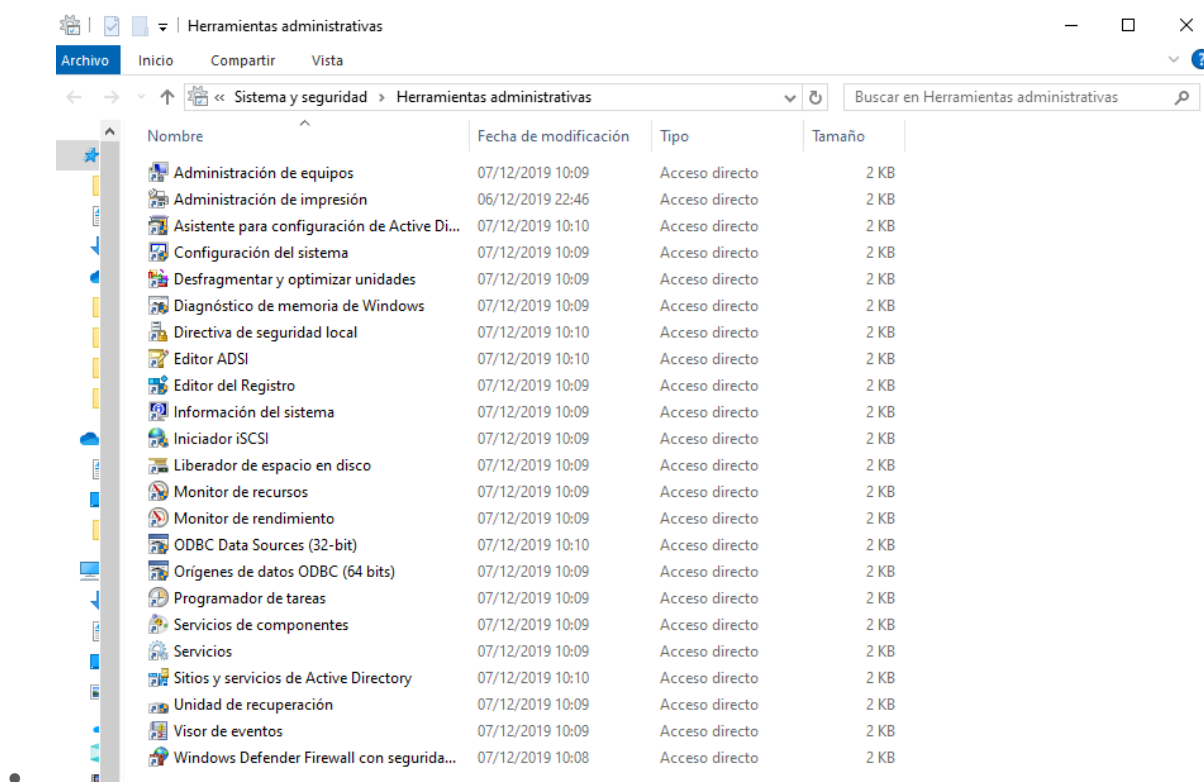 Herramientas administrativas
Archivo Inicio Compartir Vista
« Sistema y seguridad › Herramientas administrativas Buscar en Herramientas administrativas
Nombre Fecha de modificación Tipo Tamaño
Administración de equipos 07/12/2019 10:09 Acceso directo 2 KB
Administración de impresión 06/12/2019 22:46 Acceso directo 2 KB
Asistente para configuración de Active Di... 07/12/2019 10:10 Acceso directo 2 KB
Configuración del sistema 07/12/2019 10:09 Acceso directo 2 KB
Desfragmentar y optimizar unidades 07/12/2019 10:09 Acceso directo 2 KB
Diagnóstico de memoria de Windows 07/12/2019 10:09 Acceso directo 2 KB
Directiva de seguridad local 07/12/2019 10:10 Acceso directo 2 KB
Editor ADSI 07/12/2019 10:10 Acceso directo 2 KB
Editor del Registro 07/12/2019 10:09 Acceso directo 2 KB
Información del sistema 07/12/2019 10:09 Acceso directo 2 KB
Iniciador iSCSI 07/12/2019 10:09 Acceso directo 2 KB
Liberador de espacio en disco 07/12/2019 10:09 Acceso directo 2 KB
Monitor de recursos 07/12/2019 10:09 Acceso directo 2 KB
Monitor de rendimiento 07/12/2019 10:09 Acceso directo 2 KB
ODBC Data Sources (32-bit) 07/12/2019 10:10 Acceso directo 2 KB
Orígenes de datos ODBC (64 bits) 07/12/2019 10:09 Acceso directo 2 KB
Programador de tareas 07/12/2019 10:09 Acceso directo 2 KB
Servicios de componentes 07/12/2019 10:09 Acceso directo 2 KB
Servicios 07/12/2019 10:09 Acceso directo 2 KB
Sitios y servicios de Active Directory 07/12/2019 10:10 Acceso directo 2 KB
Unidad de recuperación 07/12/2019 10:09 Acceso directo 2 KB
Visor de eventos 07/12/2019 10:09 Acceso directo 2 KB
Windows Defender Firewall con segurida... 07/12/2019 10:08 Acceso directo 2 KB